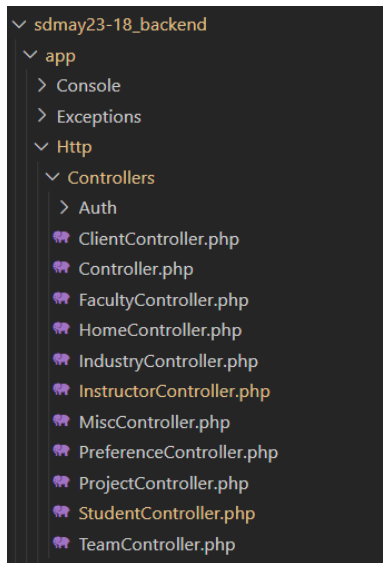 sdmay23-18_backend
app
Console
Exceptions
Http
Controllers
Auth
ClientController.php
Controller.php
FacultyController.php
HomeController.php
IndustryController.php
InstructorController.php
MiscController.php
PreferenceController.php
ProjectController.php
StudentController.php
TeamController.php